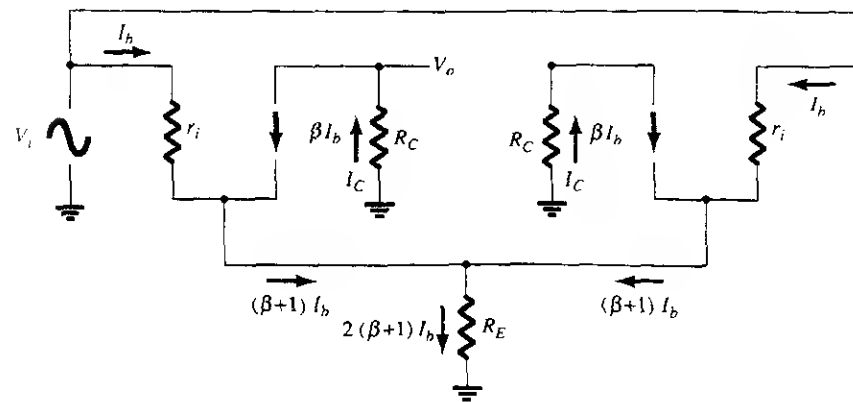 I_b
V_o
V_i
r_i
βI_b
R_C
I_C
R_C
βI_b
I_C
r_i
I_b
(β+1) I_b
(β+1) I_b
2 (β+1) I_b
R_E